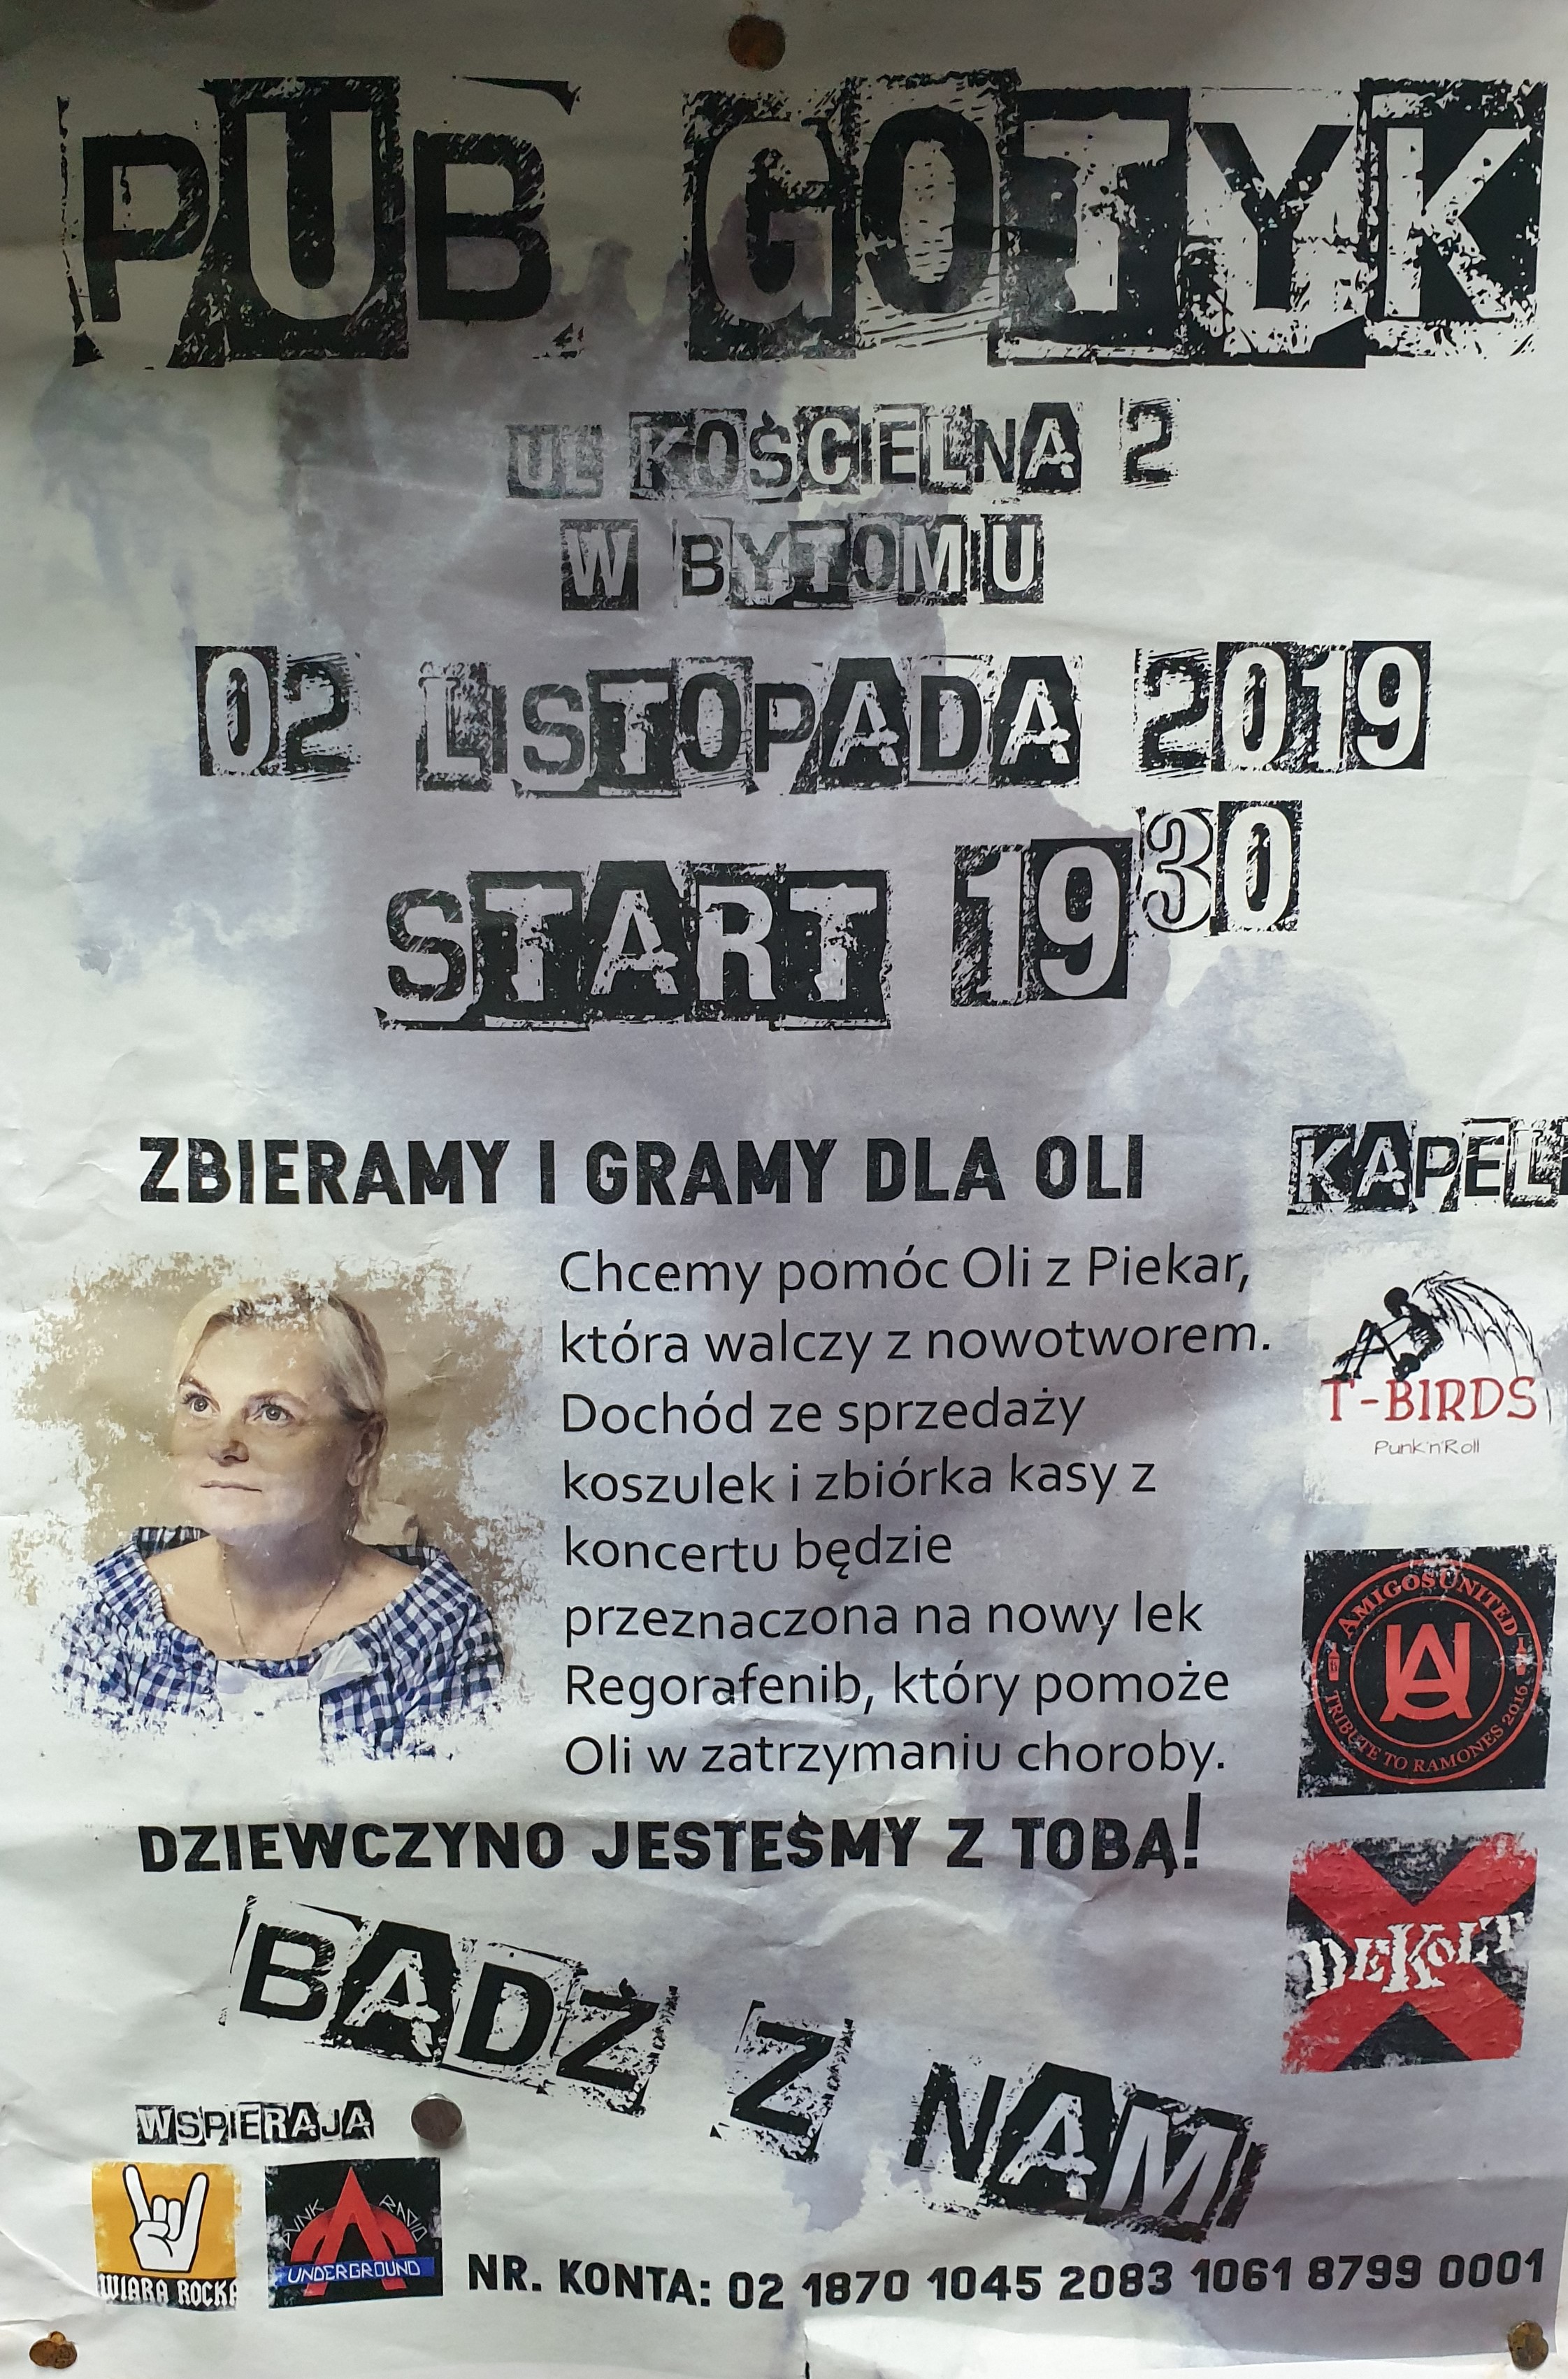 PUB GOTYK
UL KOŚCIELNA 2
W BYTOMIU
02 LISTOPADA 2019
START 19³⁰
ZBIERAMY I GRAMY DLA OLI
Chcemy pomóc Oli z Piekar,
która walczy z nowotworem.
Dochód ze sprzedaży
koszulek i zbiórka kasy z
koncertu będzie
przeznaczona na nowy lek
Regorafenib, który pomoże
Oli w zatrzymaniu choroby.
DZIEWCZYNO JESTEŚMY Z TOBĄ!
KAPEL
T-BIRDS
Punk'n'Roll
AMIGOS UNITED
UA
TRIBUTE TO RAMONES 2016
DEKOLT
BĄDŹ Z NAMI
WSPIERAJĄ
WIARA ROCKA
PUNK RADIO
UNDERGROUND
NR. KONTA: 02 1870 1045 2083 1061 8799 0001